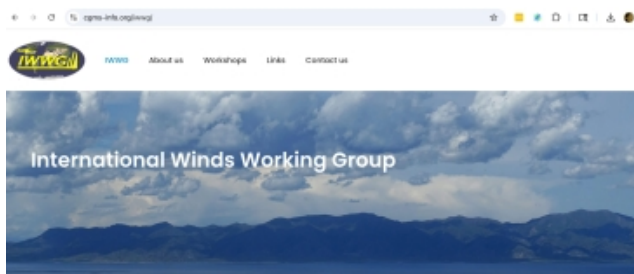 cgms-info.org/iwwg/
IWWG
IWWG About us Workshops Links Contact us
International Winds Working Group